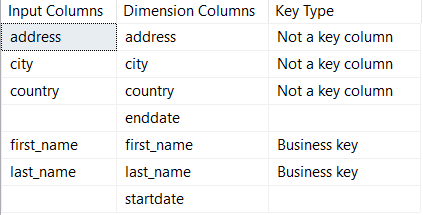 Input Columns Dimension Columns Key Type
address address Not a key column
city city Not a key column
country country Not a key column
enddate
first_name first_name Business key
last_name last_name Business key
startdate